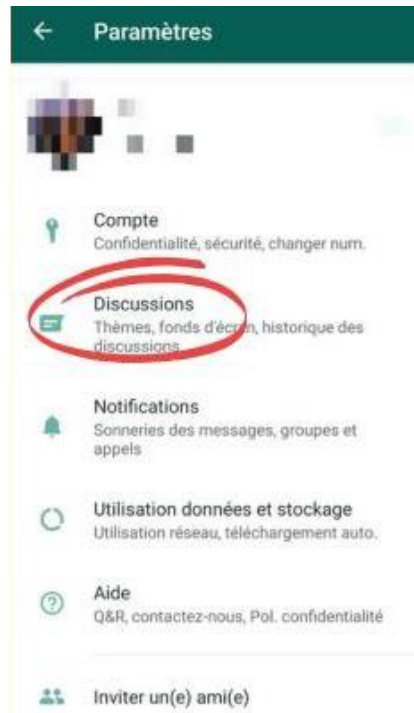 Paramètres
Compte
Confidentialité, sécurité, changer num.
Discussions
Thèmes, fonds d'écran, historique des
discussions
Notifications
Sonneries des messages, groupes et
appels
Utilisation données et stockage
Utilisation réseau, téléchargement auto.
Aide
Q&R, contactez-nous, Pol. confidentialité
Inviter un(e) ami(e)